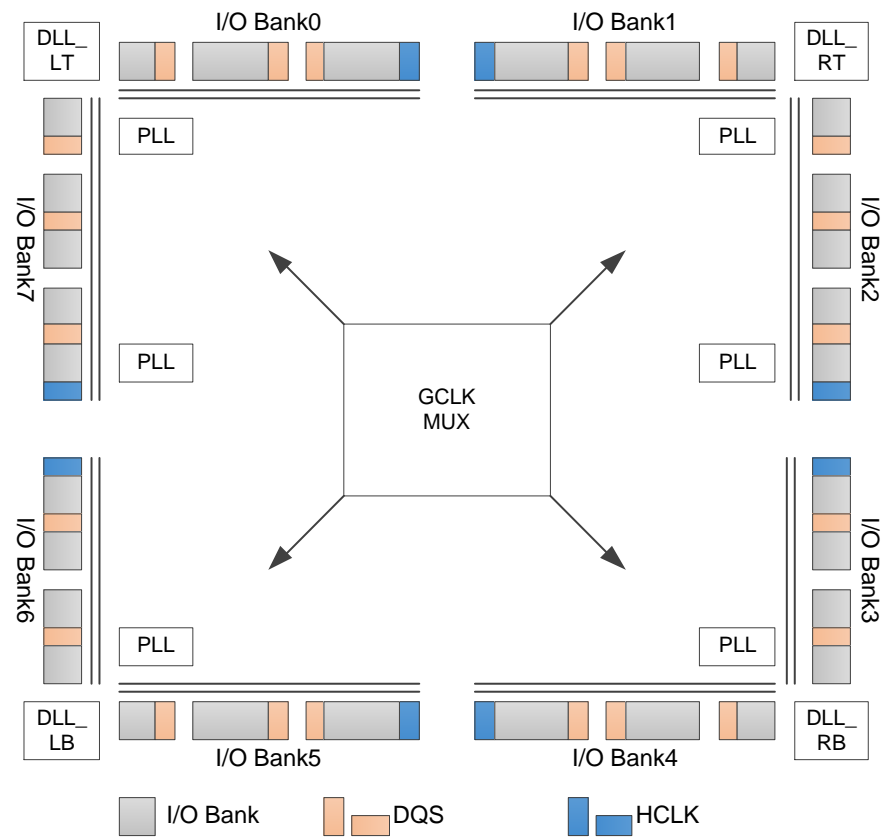 I/O Bank0
I/O Bank1
DLL_
LT
DLL_
RT
PLL
PLL
I/O Bank7
I/O Bank2
PLL
PLL
GCLK
MUX
I/O Bank6
I/O Bank3
PLL
PLL
DLL_
LB
DLL_
RB
I/O Bank5
I/O Bank4
I/O Bank
DQS
HCLK